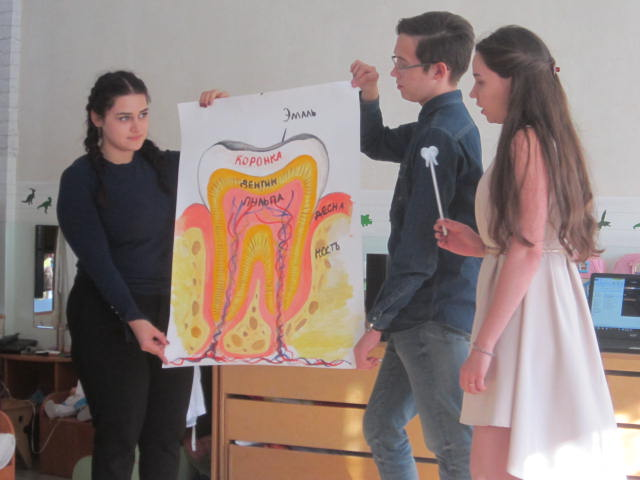 Эмаль
КОРОНКА
ДЕНТИН
ПУЛЬПА
ДЕСНА
КОСТЬ